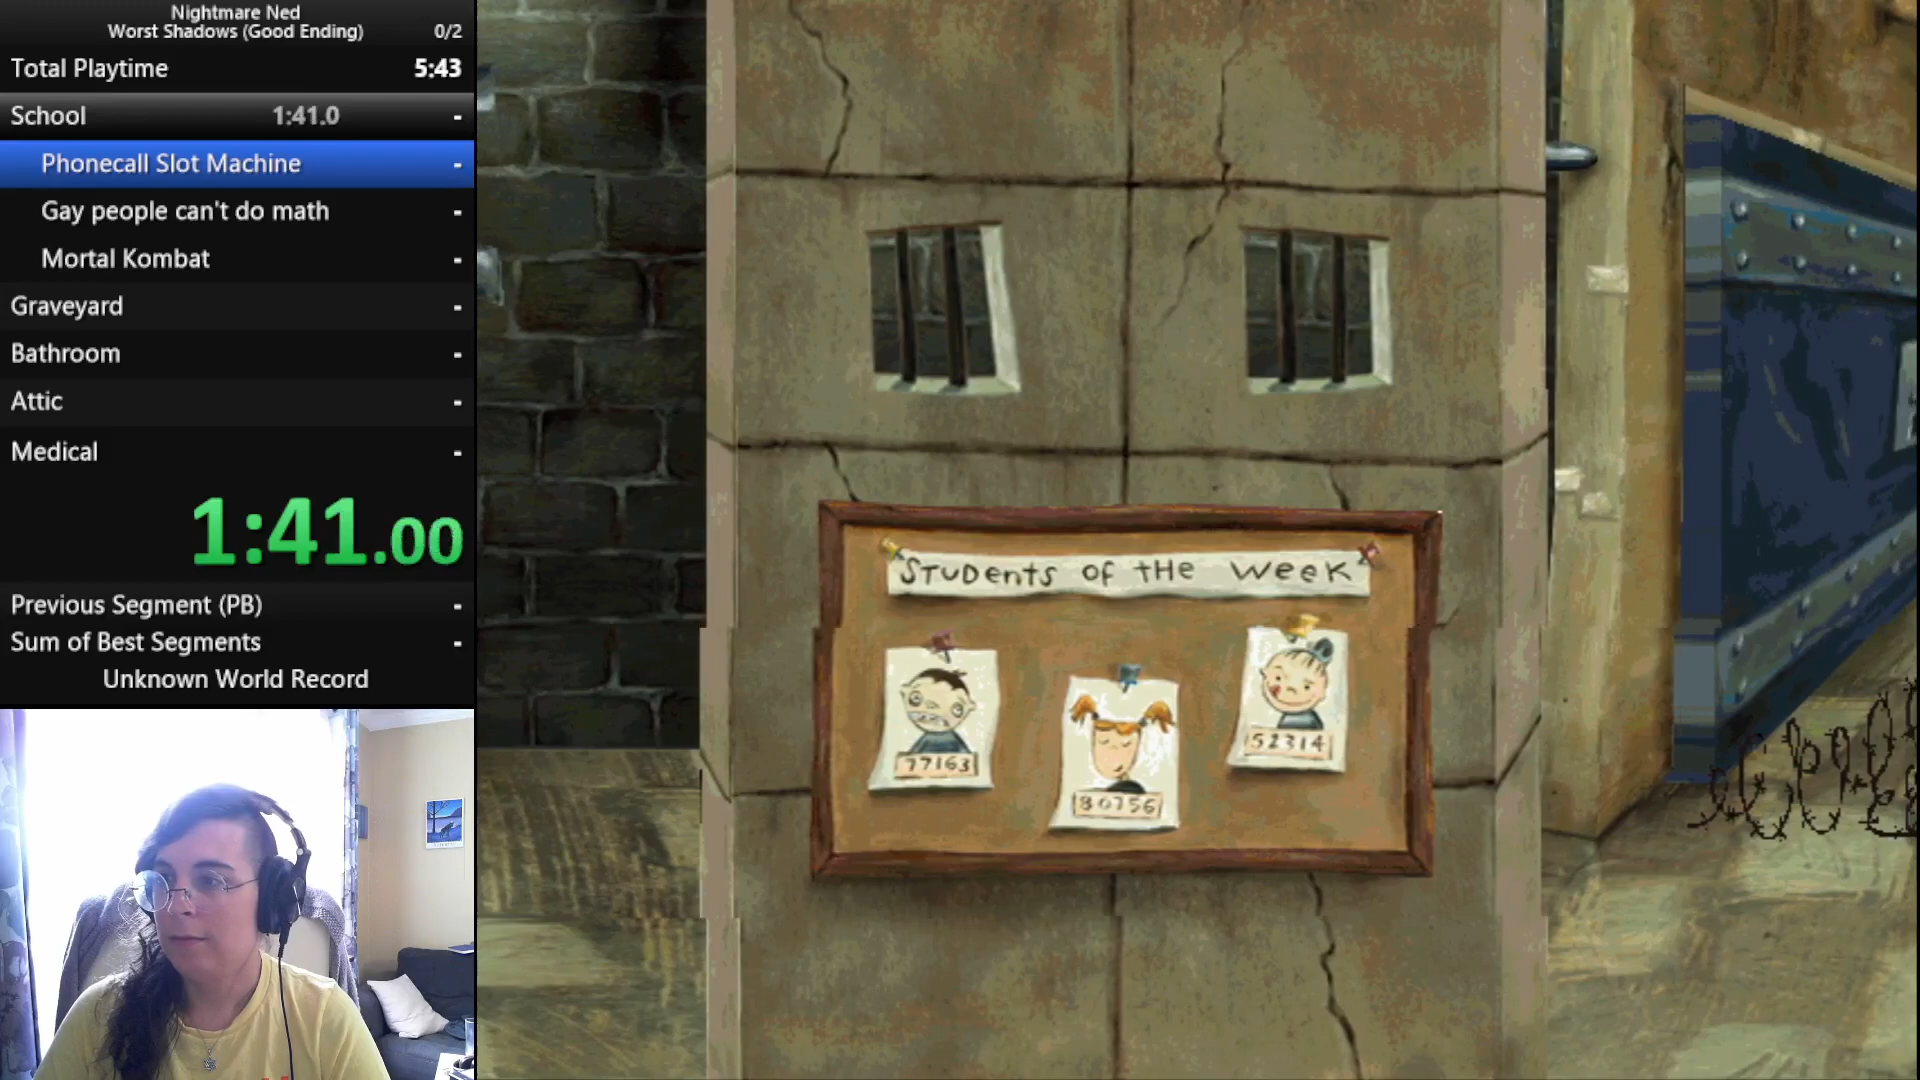 Nightmare Ned
Worst Shadows (Good Ending) 0/2
Total Playtime 5:43
School 1:41.0 -
Phonecall Slot Machine -
Gay people can't do math -
Mortal Kombat -
Graveyard -
Bathroom -
Attic -
Medical -
1:41.00
Previous Segment (PB) -
Sum of Best Segments -
Unknown World Record
STUDENTS OF THE WEEK
77163
80756
52314